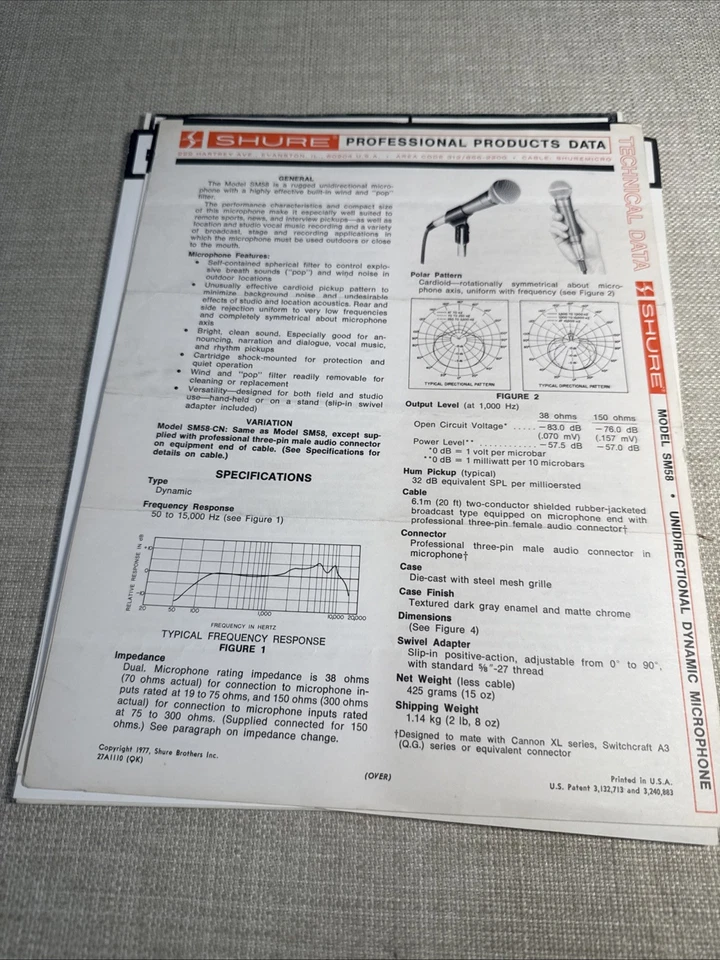 SHURE PROFESSIONAL PRODUCTS DATA
222 HARTREY AVE., EVANSTON, IL. 60204 U.S.A. • AREA CODE 312/866-2200 • CABLE: SHUREMICRO
TECHNICAL DATA
SHURE
MODEL SM58 • UNIDIRECTIONAL DYNAMIC MICROPHONE
GENERAL
The Model SM58 is a rugged unidirectional micro-
phone with a highly effective built-in wind and "pop"
filter.
The performance characteristics and compact size
of this microphone make it especially well suited to
remote sports, news, and interview pickups—as well as
location and studio vocal music recording and a variety
of broadcast, stage and recording applications in
which the microphone must be used outdoors or close
to the mouth.
Microphone Features:
• Self-contained spherical filter to control explo-
sive breath sounds ("pop") and wind noise in
outdoor locations
• Unusually effective cardioid pickup pattern to
minimize background noise and undesirable
effects of studio and location acoustics. Rear and
side rejection uniform to very low frequencies
and completely symmetrical about microphone
axis
• Bright, clean sound. Especially good for an-
nouncing, narration and dialogue, vocal music,
and rhythm pickups
• Cartridge shock-mounted for protection and
quiet operation
• Wind and "pop" filter readily removable for
cleaning or replacement
• Versatility—designed for both field and studio
use—hand-held or on a stand (slip-in swivel
adapter included)
VARIATION
Model SM58-CN: Same as Model SM58, except sup-
plied with professional three-pin male audio connector
on equipment end of cable. (See Specifications for
details on cable.)
SPECIFICATIONS
Type
Dynamic
Frequency Response
50 to 15,000 Hz (see Figure 1)
RELATIVE RESPONSE IN dB
0
20 50 100 1,000 10,000 20,000
FREQUENCY IN HERTZ
TYPICAL FREQUENCY RESPONSE
FIGURE 1
Impedance
Dual. Microphone rating impedance is 38 ohms
(70 ohms actual) for connection to microphone in-
puts rated at 19 to 75 ohms, and 150 ohms (300 ohms
actual) for connection to microphone inputs rated
at 75 to 300 ohms. (Supplied connected for 150
ohms.) See paragraph on impedance change.
Copyright 1977, Shure Brothers Inc.
27A1110 (QK)
Polar Pattern
Cardioid—rotationally symmetrical about micro-
phone axis, uniform with frequency (see Figure 2)
TYPICAL DIRECTIONAL PATTERN
TYPICAL DIRECTIONAL PATTERN
FIGURE 2
Output Level (at 1,000 Hz)
38 ohms 150 ohms
Open Circuit Voltage* ..... –83.0 dB –76.0 dB
(.070 mV) (.157 mV)
Power Level** ........... –57.5 dB –57.0 dB
*0 dB = 1 volt per microbar
**0 dB = 1 milliwatt per 10 microbars
Hum Pickup (typical)
32 dB equivalent SPL per millioersted
Cable
6.1m (20 ft) two-conductor shielded rubber-jacketed
broadcast type equipped on microphone end with
professional three-pin female audio connector†
Connector
Professional three-pin male audio connector in
microphone†
Case
Die-cast with steel mesh grille
Case Finish
Textured dark gray enamel and matte chrome
Dimensions
(See Figure 4)
Swivel Adapter
Slip-in positive-action, adjustable from 0° to 90°,
with standard ⅝"-27 thread
Net Weight (less cable)
425 grams (15 oz)
Shipping Weight
1.14 kg (2 lb, 8 oz)
†Designed to mate with Cannon XL series, Switchcraft A3
(Q.G.) series or equivalent connector
(OVER)
Printed in U.S.A.
U.S. Patent 3,132,713 and 3,240,883